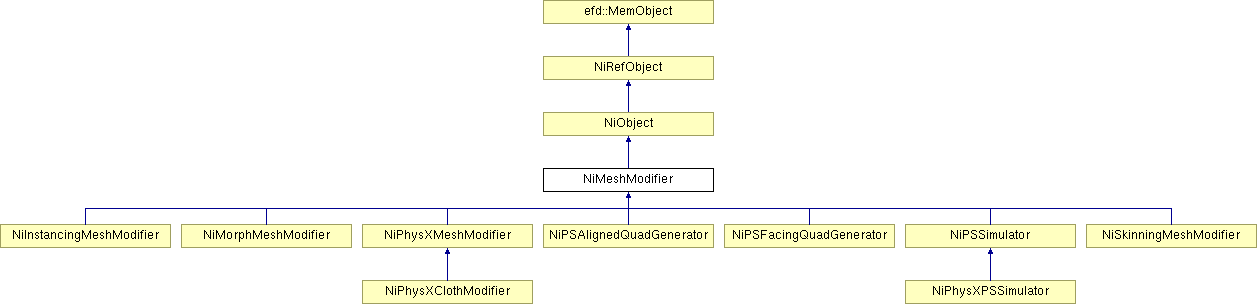 efd::MemObject
NiRefObject
NiObject
NiMeshModifier
NiInstancingMeshModifier NiMorphMeshModifier NiPhysXMeshModifier NiPSAlignedQuadGenerator NiPSFacingQuadGenerator NiPSSimulator NiSkinningMeshModifier
NiPhysXClothModifier NiPhysXPSSimulator